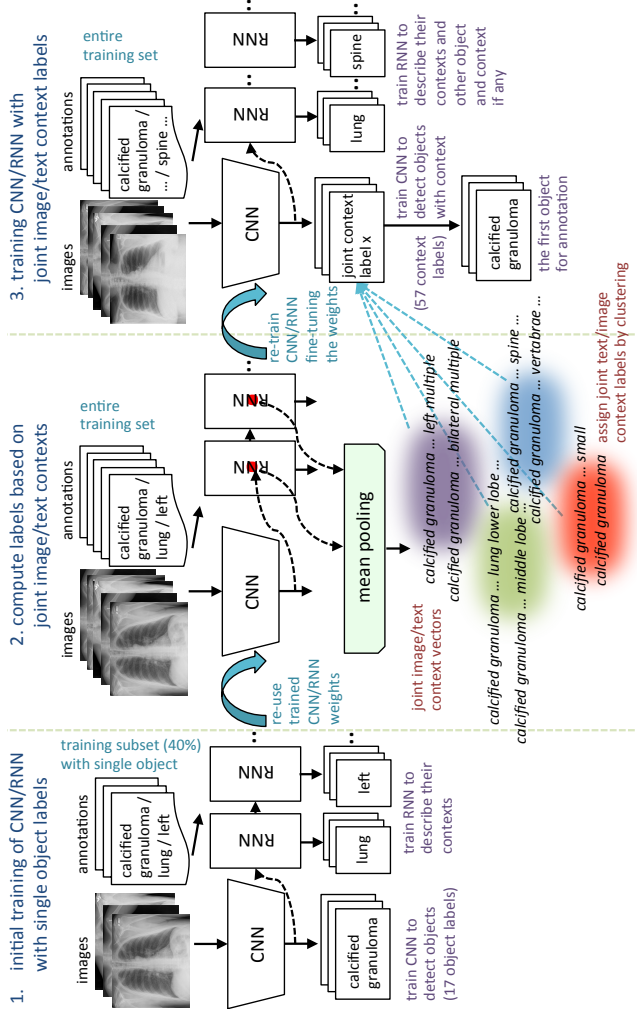 1. initial training of CNN/RNN
with single object labels
images
annotations
training subset (40%)
with single object
calcified
granuloma /
lung / left
CNN
RNN
RNN
...
calcified
granuloma
lung
left
train CNN to
detect objects
(17 object labels)
train RNN to
describe their
contexts
2. compute labels based on
joint image/text contexts
images
annotations
entire
training set
calcified
granuloma /
lung / left
re-use
trained
CNN/RNN
weights
CNN
RNN
RNN
...
mean pooling
joint image/text
context vectors
calcified granuloma ... left multiple
calcified granuloma ... bilateral multiple
calcified granuloma ... lung lower lobe ...
calcified granuloma ... middle lobe ...
calcified granuloma ... spine ...
calcified granuloma ... vertabrae ...
calcified granuloma ... small
calcified granuloma
assign joint text/image
context labels by clustering
3. training CNN/RNN with
joint image/text context labels
images
annotations
entire
training set
calcified
granuloma /
... / spine ...
re-train
CNN/RNN
fine-tuning
the weights
CNN
RNN
RNN
...
joint context
label x
lung
spine
...
(57 context
labels)
train CNN to
detect objects
with context
train RNN to
describe their
contexts and
other object
and context
if any
calcified
granuloma
the first object
for annotation